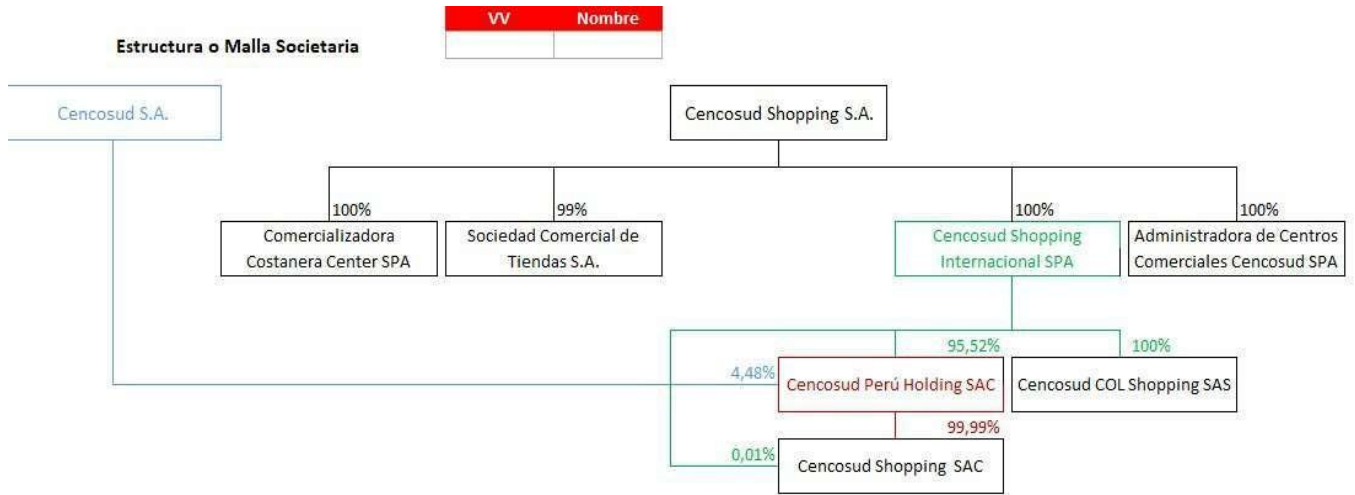 VV Nombre
Estructura o Malla Societaria
Cencosud S.A.
Cencosud Shopping S.A.
100%
99%
100%
100%
Comercializadora
Costanera Center SPA
Sociedad Comercial de
Tiendas S.A.
Cencosud Shopping
Internacional SPA
Administradora de Centros
Comerciales Cencosud SPA
95,52%
100%
4,48%
Cencosud Perú Holding SAC
Cencosud COL Shopping SAS
99,99%
0,01%
Cencosud Shopping SAC